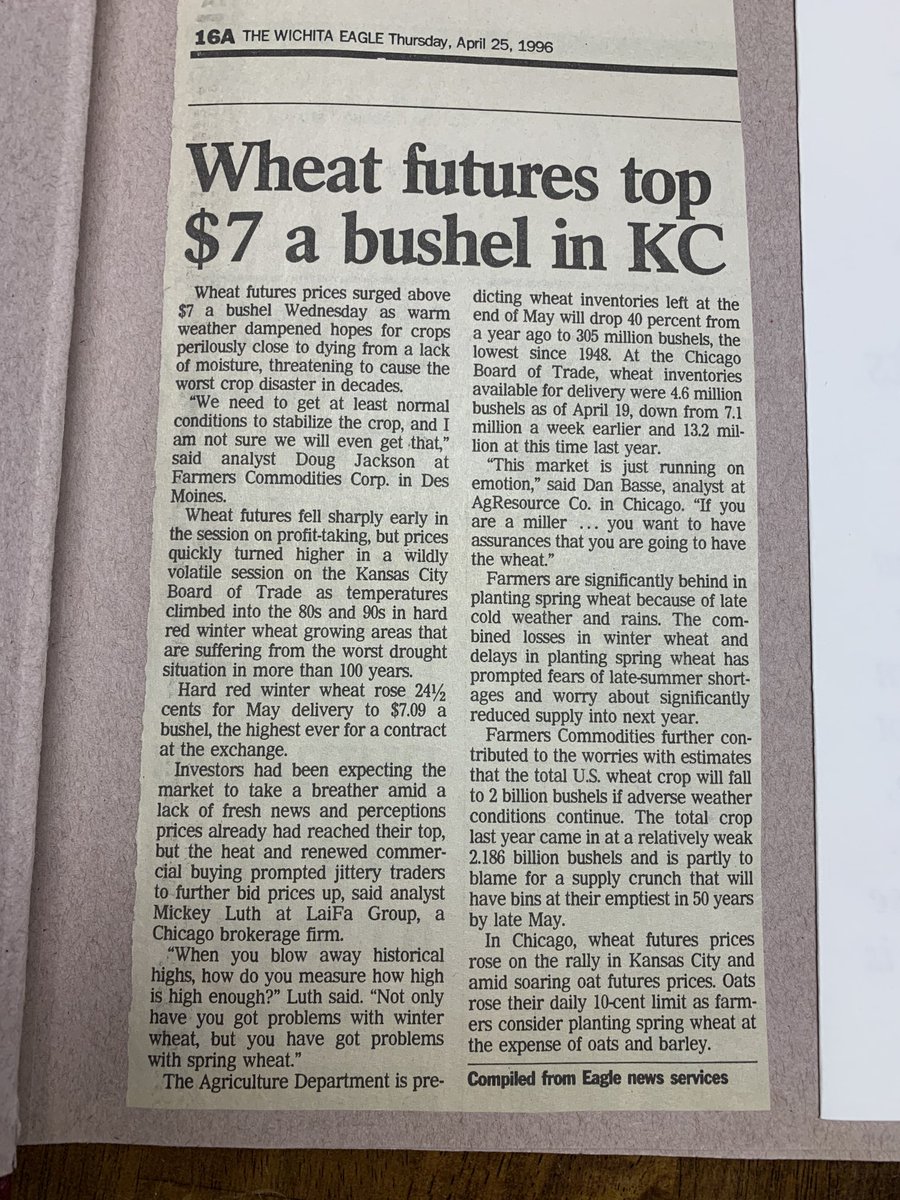 16A THE WICHITA EAGLE Thursday, April 25, 1996
Wheat futures top
$7 a bushel in KC
Wheat futures prices surged above
$7 a bushel Wednesday as warm
weather dampened hopes for crops
perilously close to dying from a lack
of moisture, threatening to cause the
worst crop disaster in decades.
“We need to get at least normal
conditions to stabilize the crop, and I
am not sure we will even get that,”
said analyst Doug Jackson at
Farmers Commodities Corp. in Des
Moines.
Wheat futures fell sharply early in
the session on profit-taking, but prices
quickly turned higher in a wildly
volatile session on the Kansas City
Board of Trade as temperatures
climbed into the 80s and 90s in hard
red winter wheat growing areas that
are suffering from the worst drought
situation in more than 100 years.
Hard red winter wheat rose 24½
cents for May delivery to $7.09 a
bushel, the highest ever for a contract
at the exchange.
Investors had been expecting the
market to take a breather amid a
lack of fresh news and perceptions
prices already had reached their top,
but the heat and renewed commer-
cial buying prompted jittery traders
to further bid prices up, said analyst
Mickey Luth at LaiFa Group, a
Chicago brokerage firm.
“When you blow away historical
highs, how do you measure how high
is high enough?” Luth said. “Not only
have you got problems with winter
wheat, but you have got problems
with spring wheat.”
The Agriculture Department is pre-
dicting wheat inventories left at the
end of May will drop 40 percent from
a year ago to 305 million bushels, the
lowest since 1948. At the Chicago
Board of Trade, wheat inventories
available for delivery were 4.6 million
bushels as of April 19, down from 7.1
million a week earlier and 13.2 mil-
lion at this time last year.
“This market is just running on
emotion,” said Dan Basse, analyst at
AgResource Co. in Chicago. “If you
are a miller ... you want to have
assurances that you are going to have
the wheat.”
Farmers are significantly behind in
planting spring wheat because of late
cold weather and rains. The com-
bined losses in winter wheat and
delays in planting spring wheat has
prompted fears of late-summer short-
ages and worry about significantly
reduced supply into next year.
Farmers Commodities further con-
tributed to the worries with estimates
that the total U.S. wheat crop will fall
to 2 billion bushels if adverse weather
conditions continue. The total crop
last year came in at a relatively weak
2.186 billion bushels and is partly to
blame for a supply crunch that will
have bins at their emptiest in 50 years
by late May.
In Chicago, wheat futures prices
rose on the rally in Kansas City and
amid soaring oat futures prices. Oats
rose their daily 10-cent limit as farm-
ers consider planting spring wheat at
the expense of oats and barley.
Compiled from Eagle news services